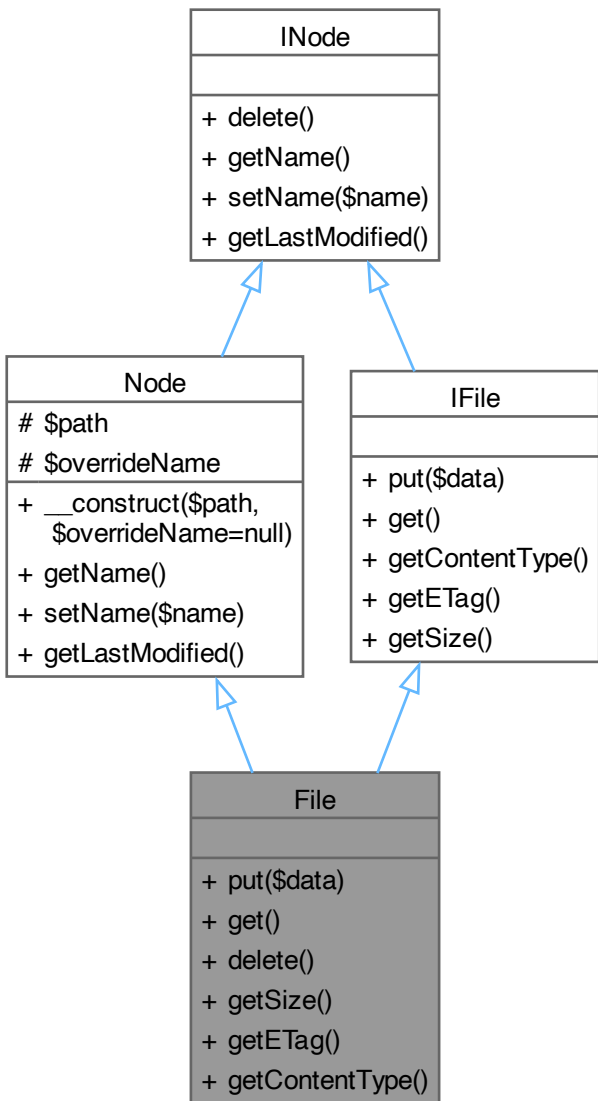 INode
+ delete()
+ getName()
+ setName($name)
+ getLastModified()
Node
# $path
# $overrideName
+ __construct($path,
$overrideName=null)
+ getName()
+ setName($name)
+ getLastModified()
IFile
+ put($data)
+ get()
+ getContentType()
+ getETag()
+ getSize()
File
+ put($data)
+ get()
+ delete()
+ getSize()
+ getETag()
+ getContentType()